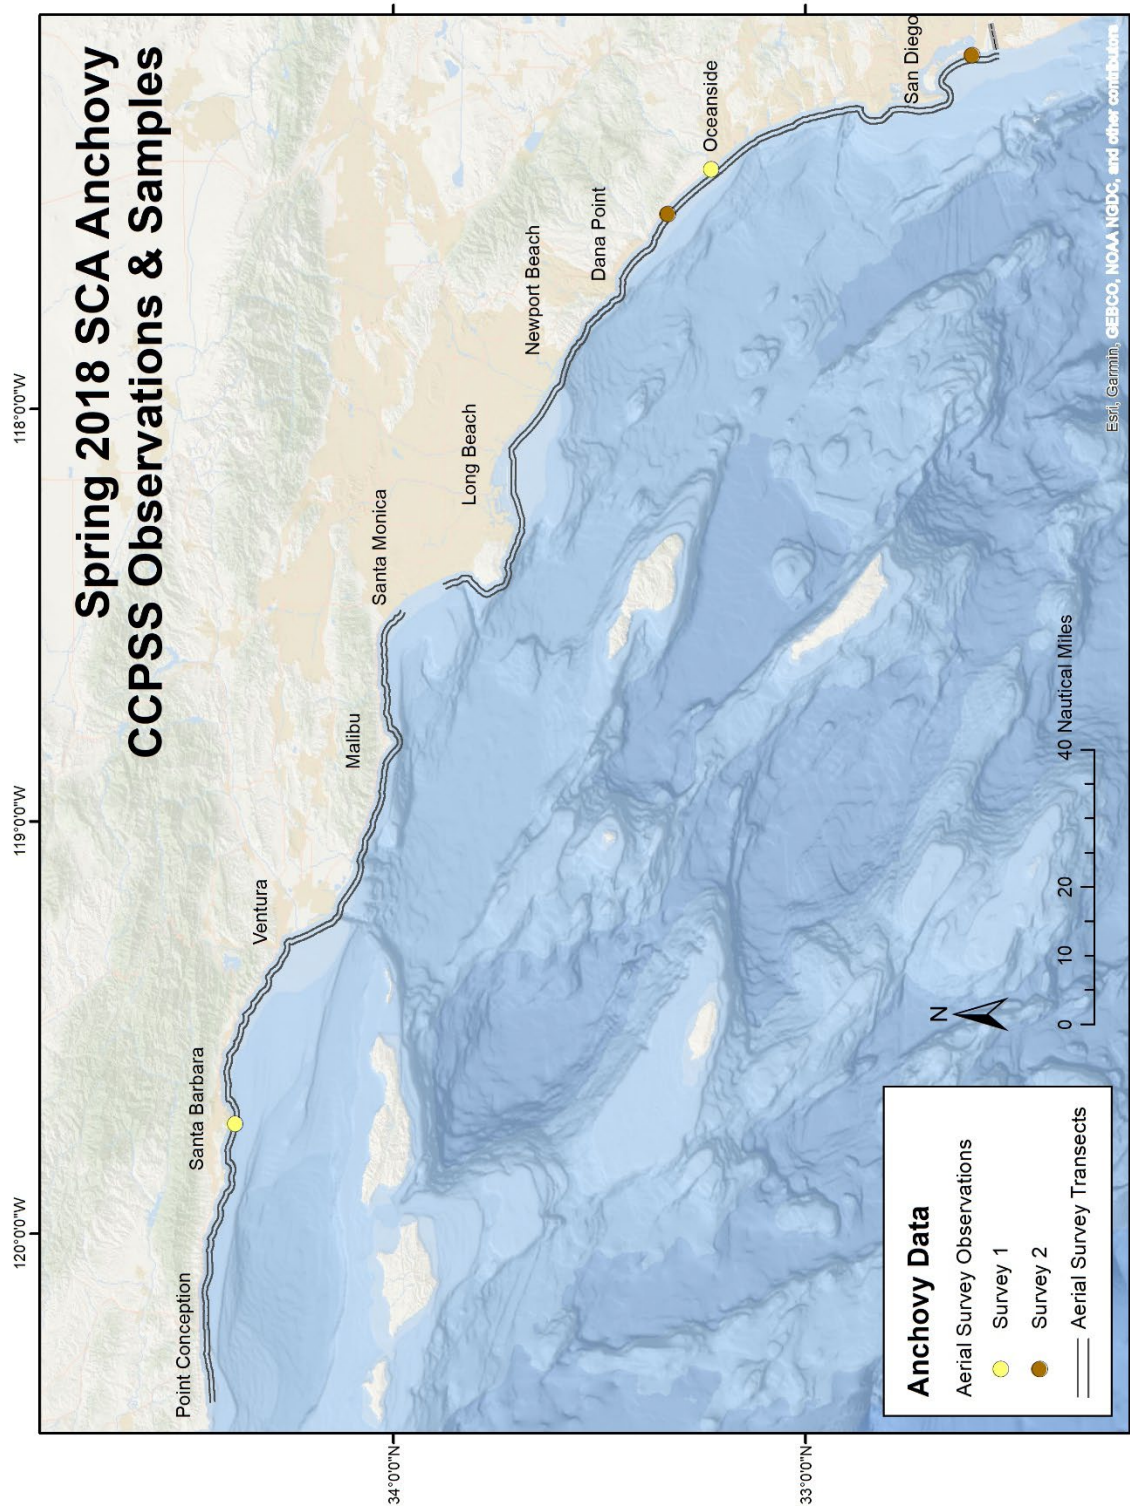 Spring 2018 SCA Anchovy
CCPSS Observations & Samples
120°0'0"W
119°0'0"W
118°0'0"W
34°0'0"N
33°0'0"N
Point Conception
Santa Barbara
Ventura
Malibu
Santa Monica
Long Beach
Newport Beach
Dana Point
Oceanside
San Diego
Anchovy Data
Aerial Survey Observations
Survey 1
Survey 2
Aerial Survey Transects
N
0 10 20 40 Nautical Miles
Esri, Garmin, GEBCO, NOAA NGDC, and other contributors